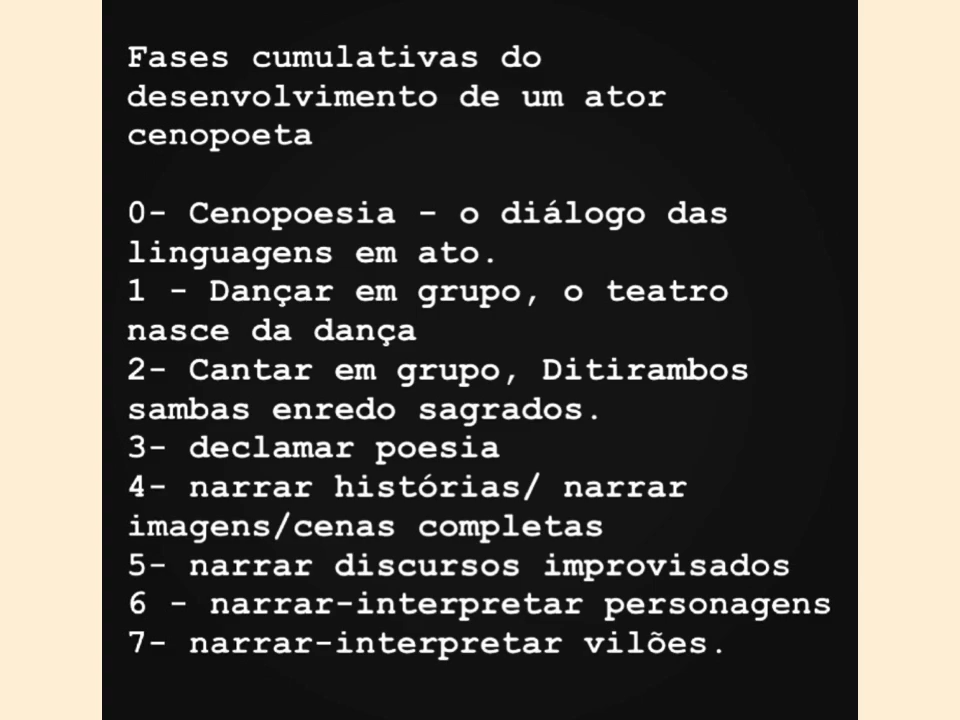 Fases cumulativas do
desenvolvimento de um ator
cenopoeta
0- Cenopoesia - o diálogo das
linguagens em ato.
1 - Dançar em grupo, o teatro
nasce da dança
2- Cantar em grupo, Ditirambos
sambas enredo sagrados.
3- declamar poesia
4- narrar histórias/ narrar
imagens/cenas completas
5- narrar discursos improvisados
6 - narrar-interpretar personagens
7- narrar-interpretar vilões.